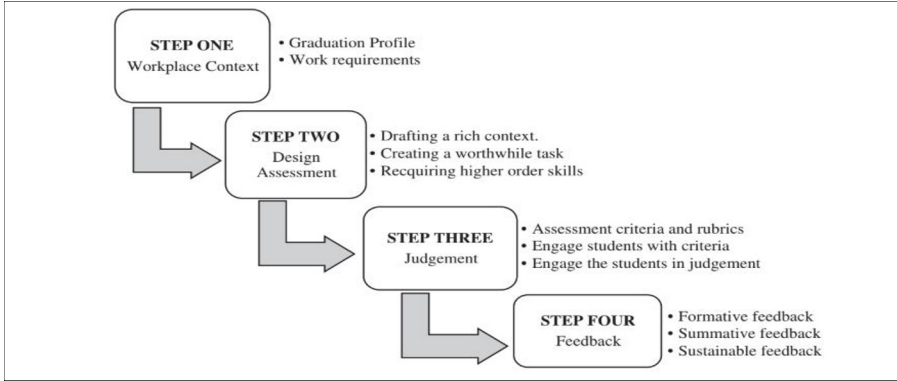 STEP ONE
Workplace Context
• Graduation Profile
• Work requirements
STEP TWO
Design
Assessment
• Drafting a rich context.
• Creating a worthwhile task
• Recquiring higher order skills
STEP THREE
Judgement
• Assessment criteria and rubrics
• Engage students with criteria
• Engage the students in judgement
STEP FOUR
Feedback
• Formative feedback
• Summative feedback
• Sustainable feedback